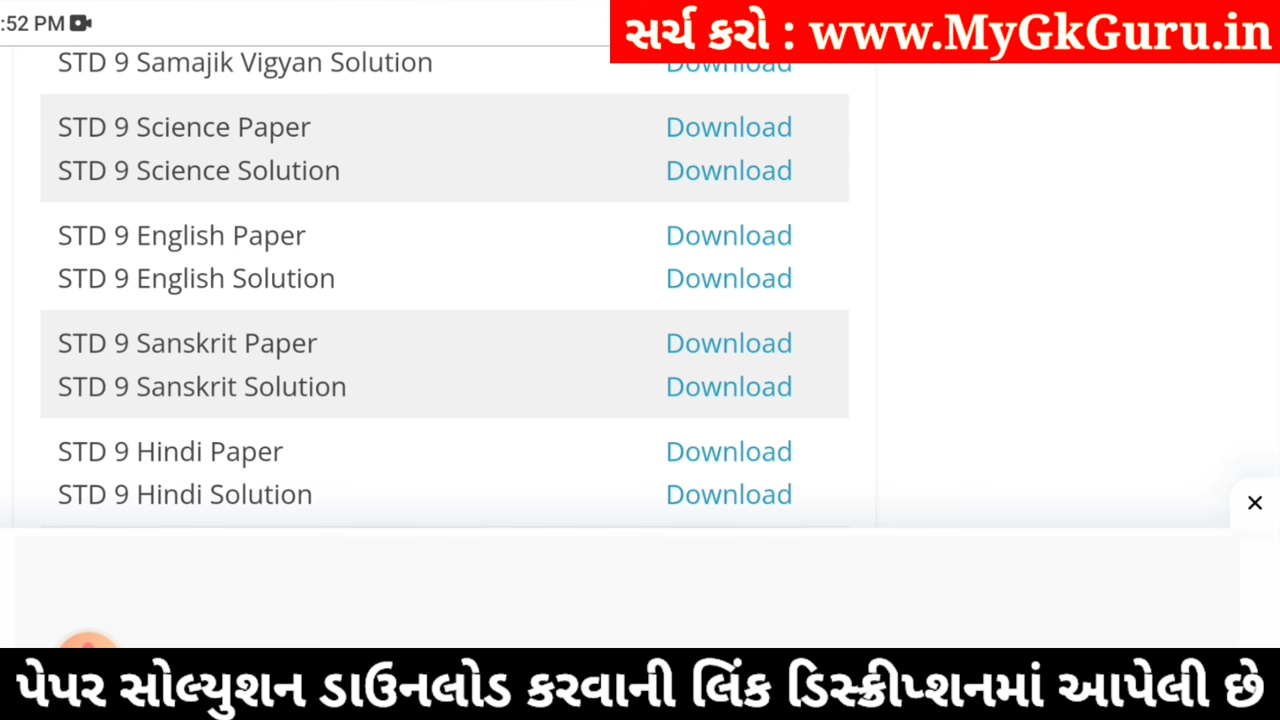 :52 PM
સર્ચ કરો : www.MyGkGuru.in
STD 9 Samajik Vigyan Solution Download
STD 9 Science Paper Download
STD 9 Science Solution Download
STD 9 English Paper Download
STD 9 English Solution Download
STD 9 Sanskrit Paper Download
STD 9 Sanskrit Solution Download
STD 9 Hindi Paper Download
STD 9 Hindi Solution Download
પેપર સોલ્યુશન ડાઉનલોડ કરવાની લિંક ડિસ્ક્રીપ્શનમાં આપેલી છે